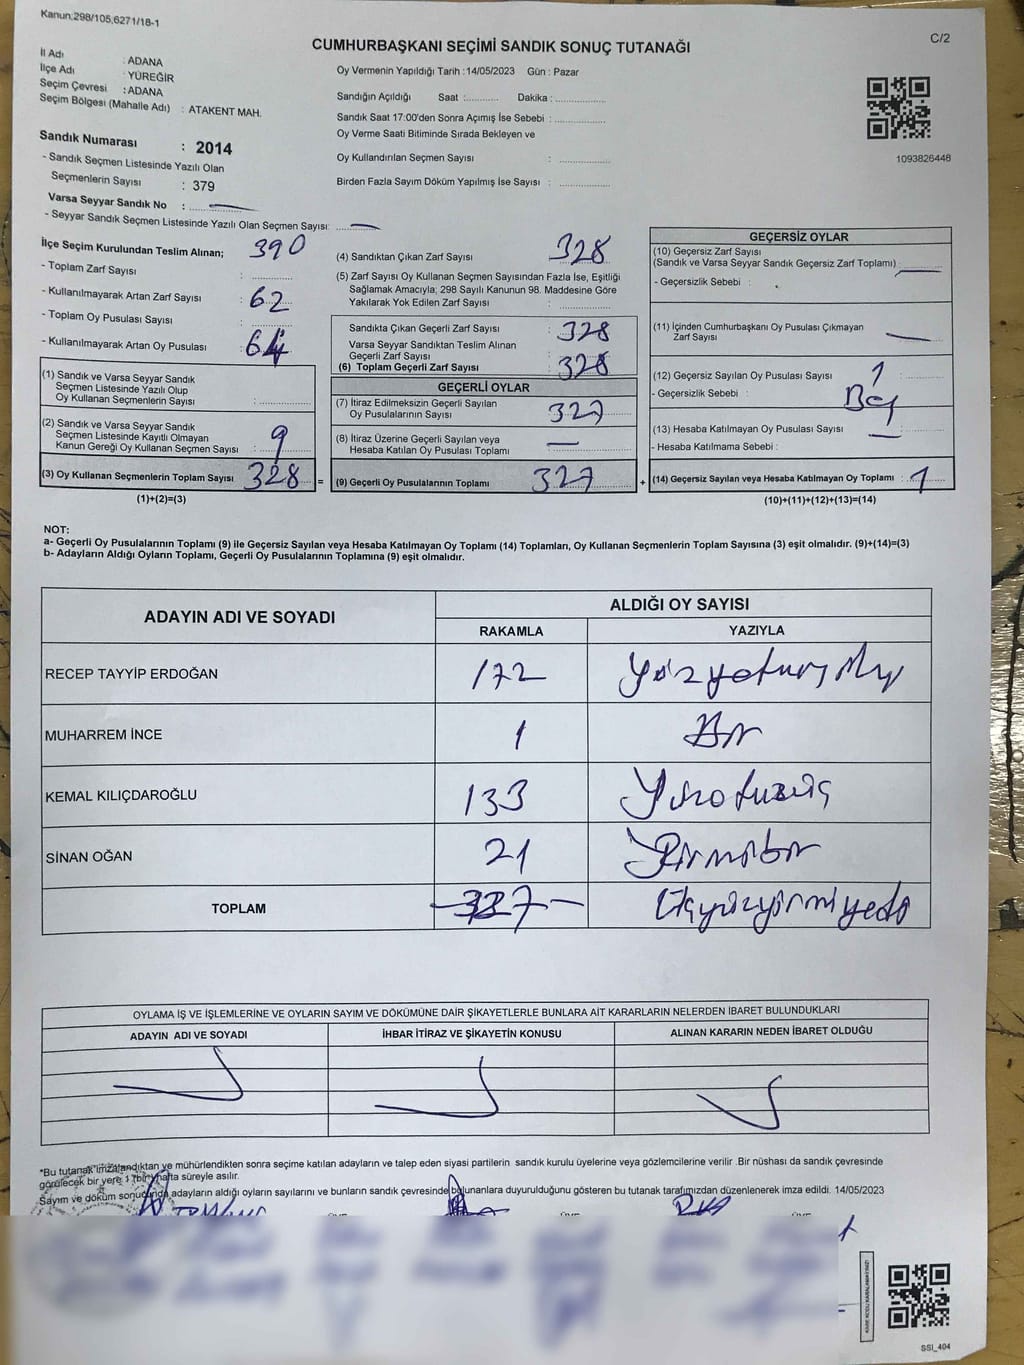 Kanun;298/105;6271/18-1
C/2
CUMHURBAŞKANI SEÇİMİ SANDIK SONUÇ TUTANAĞI
İl Adı : ADANA
İlçe Adı : YÜREĞİR
Seçim Çevresi : ADANA
Seçim Bölgesi (Mahalle Adı) : ATAKENT MAH.
Sandık Numarası : 2014
- Sandık Seçmen Listesinde Yazılı Olan
Seçmenlerin Sayısı : 379
Varsa Seyyar Sandık No :
- Seyyar Sandık Seçmen Listesinde Yazılı Olan Seçmen Sayısı:
Oy Vermenin Yapıldığı Tarih :14/05/2023 Gün : Pazar
Sandığın Açıldığı Saat :........... Dakika :................
Sandık Saat 17:00'den Sonra Açımış İse Sebebi : ................
Oy Verme Saati Bitiminde Sırada Bekleyen ve
Oy Kullandırılan Seçmen Sayısı : ................
Birden Fazla Sayım Döküm Yapılmış İse Sayısı : ................
1093826448
İlçe Seçim Kurulundan Teslim Alınan; 390
- Toplam Zarf Sayısı :
- Kullanılmayarak Artan Zarf Sayısı : 62
- Toplam Oy Pusulası Sayısı :
- Kullanılmayarak Artan Oy Pusulası : 64
(1) Sandık ve Varsa Seyyar Sandık
Seçmen Listesinde Yazılı Olup
Oy Kullanan Seçmenlerin Sayısı :
(2) Sandık ve Varsa Seyyar Sandık
Seçmen Listesinde Kayıtlı Olmayan
Kanun Gereği Oy Kullanan Seçmen Sayısı : 9
(3) Oy Kullanan Seçmenlerin Toplam Sayısı 328 =
(1)+(2)=(3)
(4) Sandıktan Çıkan Zarf Sayısı : 328
(5) Zarf Sayısı Oy Kullanan Seçmen Sayısından Fazla İse, Eşitliği
Sağlamak Amacıyla; 298 Sayılı Kanunun 98. Maddesine Göre
Yakılarak Yok Edilen Zarf Sayısı :
Sandıkta Çıkan Geçerli Zarf Sayısı : 328
Varsa Seyyar Sandıktan Teslim Alınan
Geçerli Zarf Sayısı :
(6) Toplam Geçerli Zarf Sayısı : 328
GEÇERLİ OYLAR
(7) İtiraz Edilmeksizin Geçerli Sayılan
Oy Pusulalarının Sayısı : 327
(8) İtiraz Üzerine Geçerli Sayılan veya
Hesaba Katılan Oy Pusulası Toplamı : —
(9) Geçerli Oy Pusulalarının Toplamı : 327 +
GEÇERSİZ OYLAR
(10) Geçersiz Zarf Sayısı
(Sandık ve Varsa Seyyar Sandık Geçersiz Zarf Toplamı) :
- Geçersizlik Sebebi :
(11) İçinden Cumhurbaşkanı Oy Pusulası Çıkmayan
Zarf Sayısı : —
(12) Geçersiz Sayılan Oy Pusulası Sayısı : 1
- Geçersizlik Sebebi :
(13) Hesaba Katılmayan Oy Pusulası Sayısı : —
- Hesaba Katılmama Sebebi :
(14) Geçersiz Sayılan veya Hesaba Katılmayan Oy Toplamı : 1
(10)+(11)+(12)+(13)=(14)
NOT:
a- Geçerli Oy Pusulalarının Toplamı (9) ile Geçersiz Sayılan veya Hesaba Katılmayan Oy Toplamı (14) Toplamları, Oy Kullanan Seçmenlerin Toplam Sayısına (3) eşit olmalıdır. (9)+(14)=(3)
b- Adayların Aldığı Oyların Toplamı, Geçerli Oy Pusulalarının Toplamına (9) eşit olmalıdır.
ADAYIN ADI VE SOYADI
ALDIĞI OY SAYISI
RAKAMLA YAZIYLA
RECEP TAYYİP ERDOĞAN 172
MUHARREM İNCE 1 Bir
KEMAL KILIÇDAROĞLU 133 Yüzotuzüç
SİNAN OĞAN 21 Yirmibir
TOPLAM 327 Üçyüzyirmiyedi
OYLAMA İŞ VE İŞLEMLERİNE VE OYLARIN SAYIM VE DÖKÜMÜNE DAİR ŞİKAYETLERLE BUNLARA AİT KARARLARIN NELERDEN İBARET BULUNDUKLARI
ADAYIN ADI VE SOYADI İHBAR İTİRAZ VE ŞİKAYETİN KONUSU ALINAN KARARIN NEDEN İBARET OLDUĞU
*Bu tutanak imzalandıktan ve mühürlendikten sonra seçime katılan adayların ve talep eden siyasi partilerin sandık kurulu üyelerine veya gözlemcilerine verilir .Bir nüshası da sandık çevresinde
görülecek bir yere 1 (bir) hafta süreyle asılır.
Sayım ve döküm sonucunda adayların aldığı oyların sayılarını ve bunların sandık çevresinde bulunanlara duyurulduğunu gösteren bu tutanak tarafımızdan düzenlenerek imza edildi. 14/05/2023
SSI_404